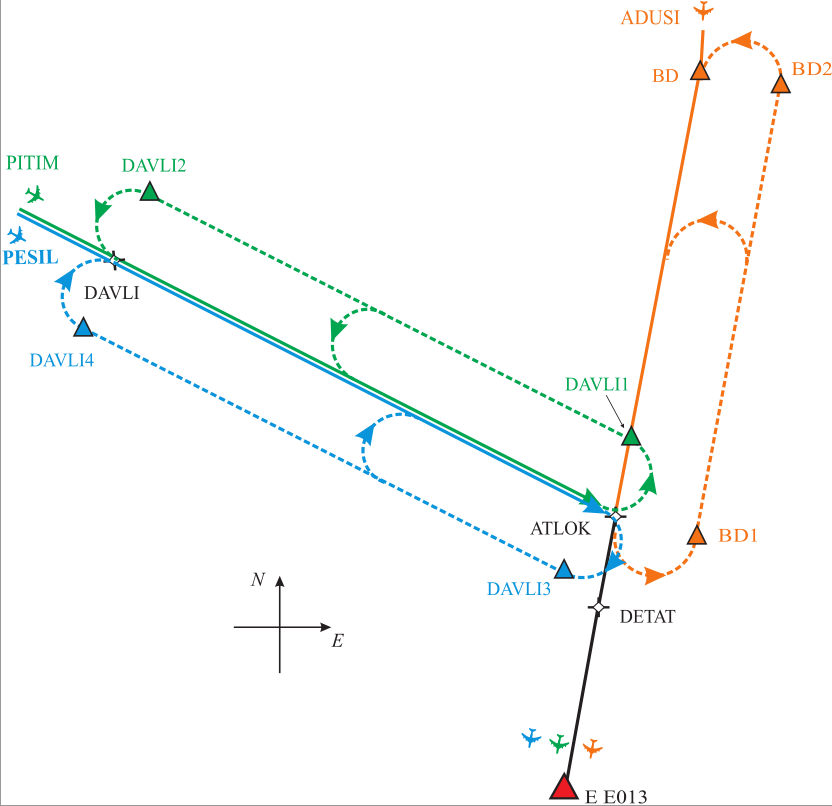 ADUSI
BD
BD2
PITIM
DAVLI2
PESIL
DAVLI
DAVLI4
DAVLI1
ATLOK
BD1
N
DAVLI3
DETAT
E
E E013